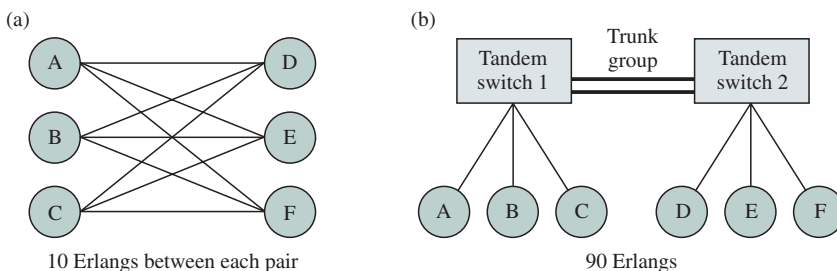 (a)
A
B
C
D
E
F
10 Erlangs between each pair
(b)
Tandem
switch 1
Trunk
group
Tandem
switch 2
A B C D E F
90 Erlangs